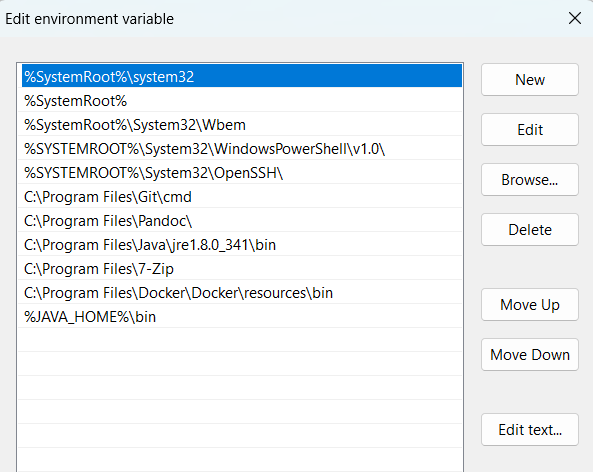 Edit environment variable
%SystemRoot%\system32
%SystemRoot%
%SystemRoot%\System32\Wbem
%SYSTEMROOT%\System32\WindowsPowerShell\v1.0\
%SYSTEMROOT%\System32\OpenSSH\
C:\Program Files\Git\cmd
C:\Program Files\Pandoc\
C:\Program Files\Java\jre1.8.0_341\bin
C:\Program Files\7-Zip
C:\Program Files\Docker\Docker\resources\bin
%JAVA_HOME%\bin
New
Edit
Browse...
Delete
Move Up
Move Down
Edit text...